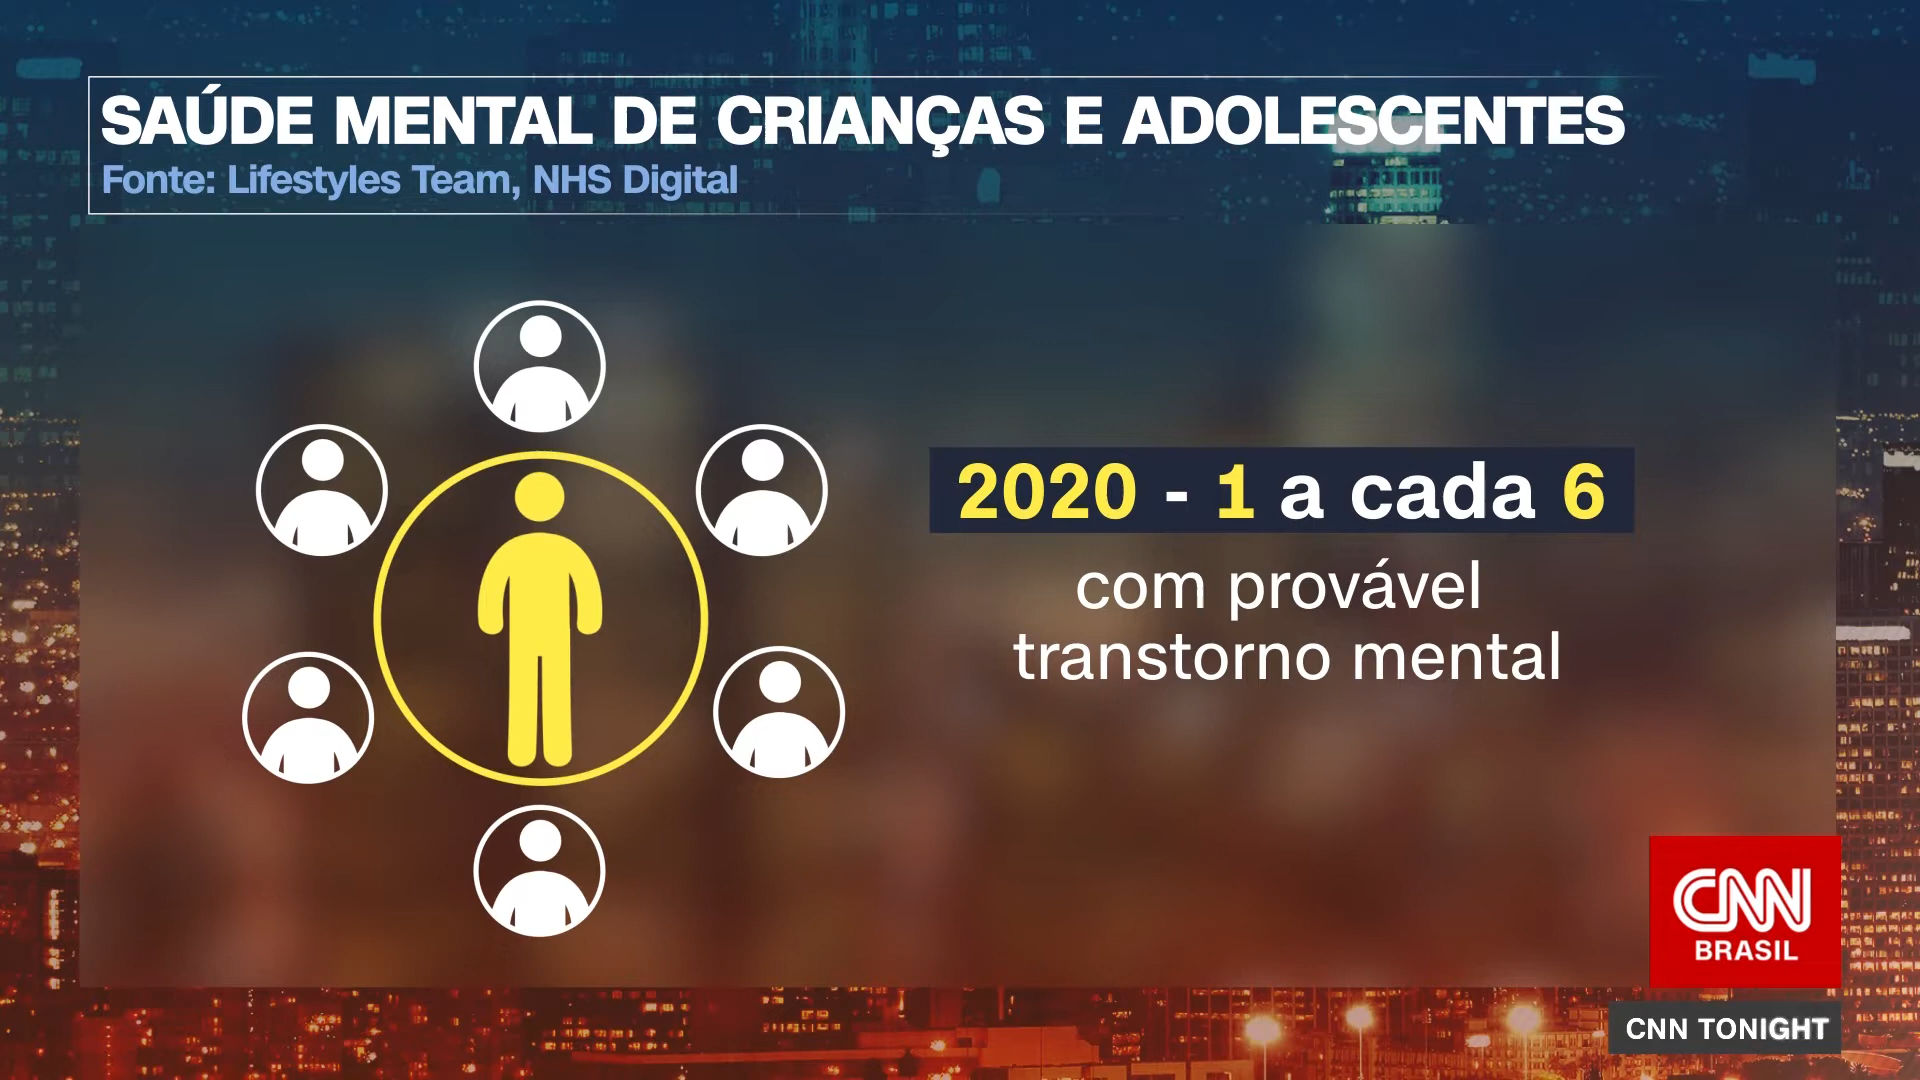 SAÚDE MENTAL DE CRIANÇAS E ADOLESCENTES
Fonte: Lifestyles Team, NHS Digital
2020 - 1 a cada 6
com provável
transtorno mental
CNN
BRASIL
CNN TONIGHT